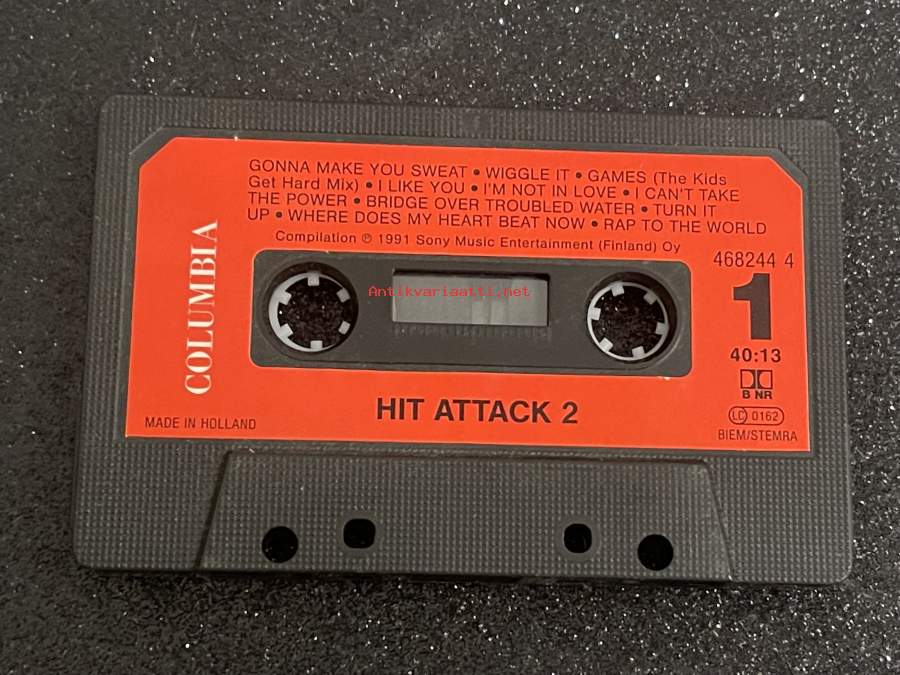 GONNA MAKE YOU SWEAT • WIGGLE IT • GAMES (The Kids
Get Hard Mix) • I LIKE YOU • I'M NOT IN LOVE • I CAN'T TAKE
THE POWER • BRIDGE OVER TROUBLED WATER • TURN IT
UP • WHERE DOES MY HEART BEAT NOW • RAP TO THE WORLD
Compilation ℗ 1991 Sony Music Entertainment (Finland) Oy
468244 4
COLUMBIA
Antikvariaatti.net
1
40:13
B NR
HIT ATTACK 2
LC 0162
MADE IN HOLLAND
BIEM/STEMRA